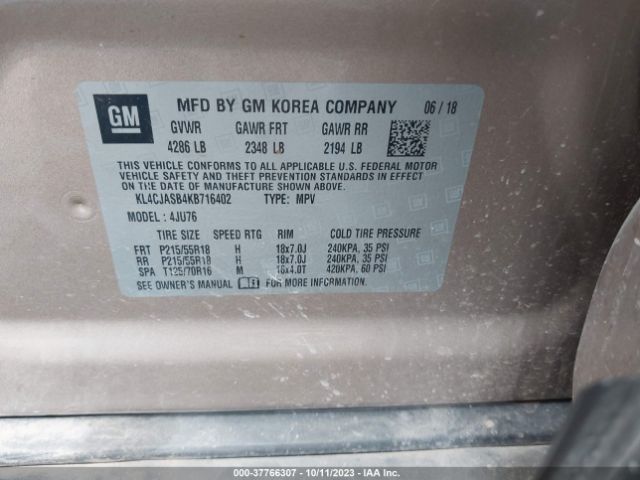 GM
MFD BY GM KOREA COMPANY 06 / 18
GVWR GAWR FRT GAWR RR
4286 LB 2348 LB 2194 LB
THIS VEHICLE CONFORMS TO ALL APPLICABLE U.S. FEDERAL MOTOR
VEHICLE SAFETY, BUMPER, AND THEFT PREVENTION STANDARDS IN
EFFECT ON THE DATE OF MANUFACTURE SHOWN ABOVE.
KL4CJASB4KB716402 TYPE: MPV
MODEL : 4JU76
TIRE SIZE SPEED RTG RIM COLD TIRE PRESSURE
FRT P215/55R18 H 18x7.0J 240KPA, 35 PSI
RR P215/55R18 H 18x7.0J 240KPA, 35 PSI
SPA T125/70R16 M 16x4.0T 420KPA, 60 PSI
SEE OWNER'S MANUAL FOR MORE INFORMATION
000-37766307 - 10/11/2023 - IAA Inc.